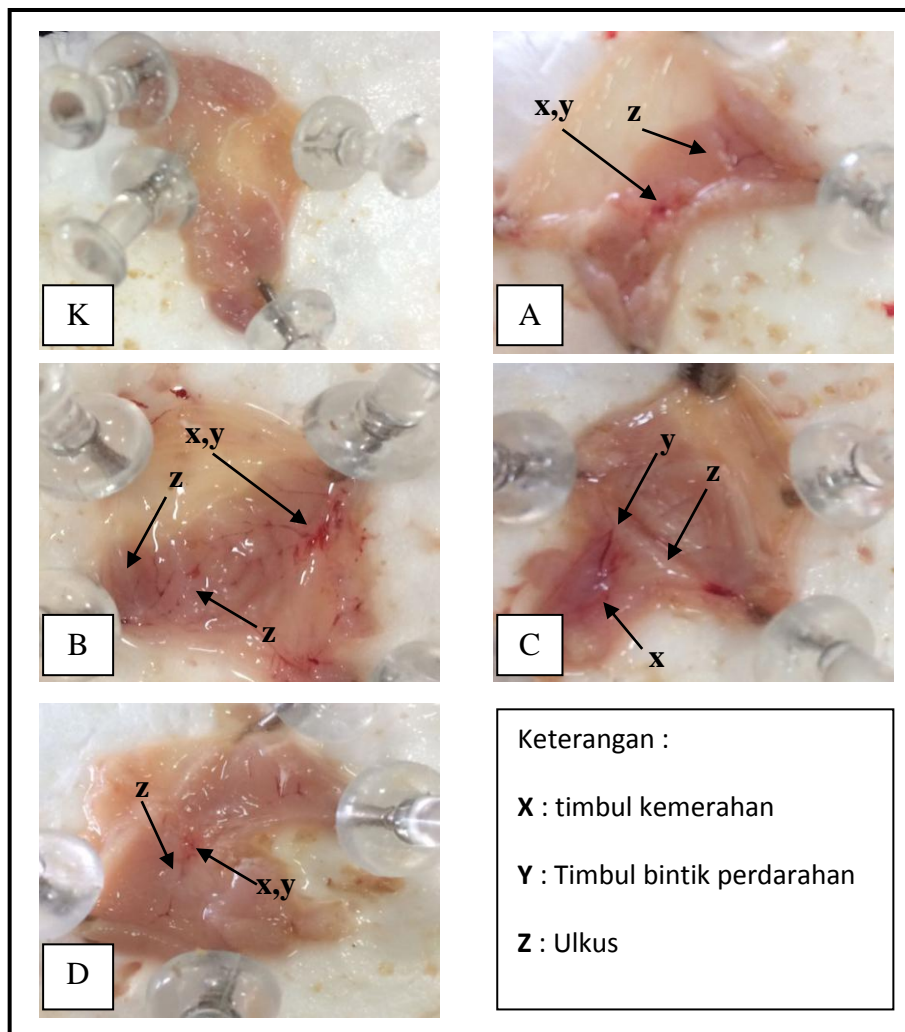 K
x,y
z
A
x,y
z
z
B
y
z
x
C
z
x,y
D
Keterangan :
X : timbul kemerahan
Y : Timbul bintik perdarahan
Z : Ulkus